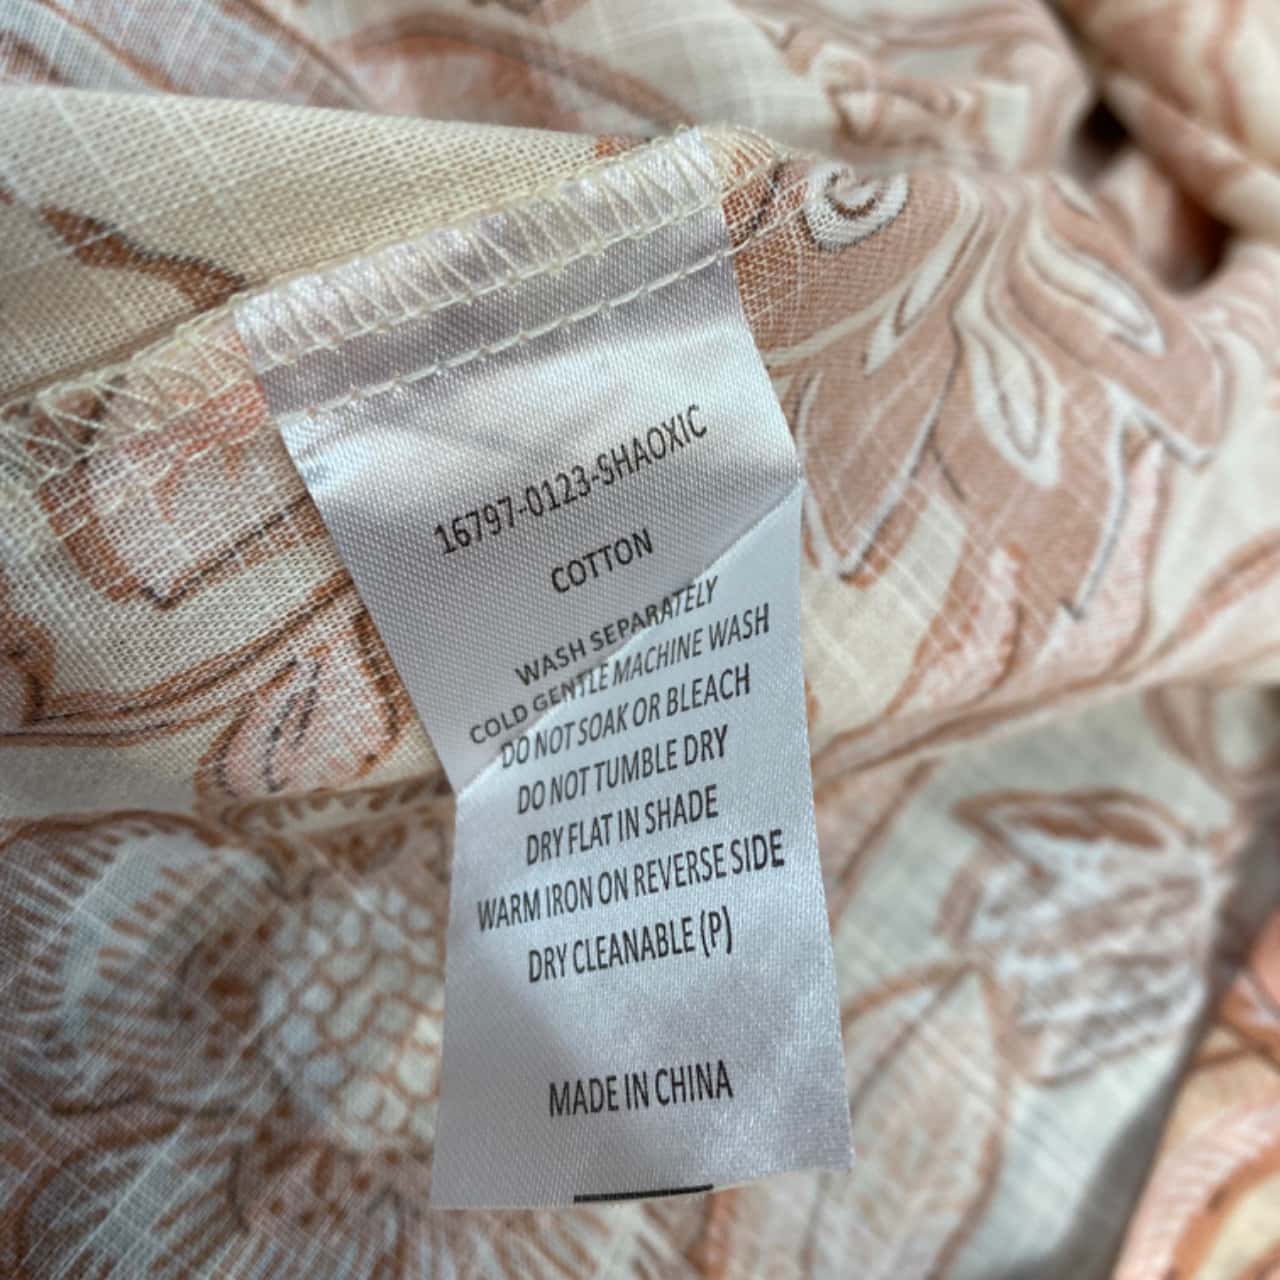 16797-0123-SHAOXIC
COTTON
WASH SEPARATELY
COLD GENTLE MACHINE WASH
DO NOT SOAK OR BLEACH
DO NOT TUMBLE DRY
DRY FLAT IN SHADE
WARM IRON ON REVERSE SIDE
DRY CLEANABLE (P)
MADE IN CHINA